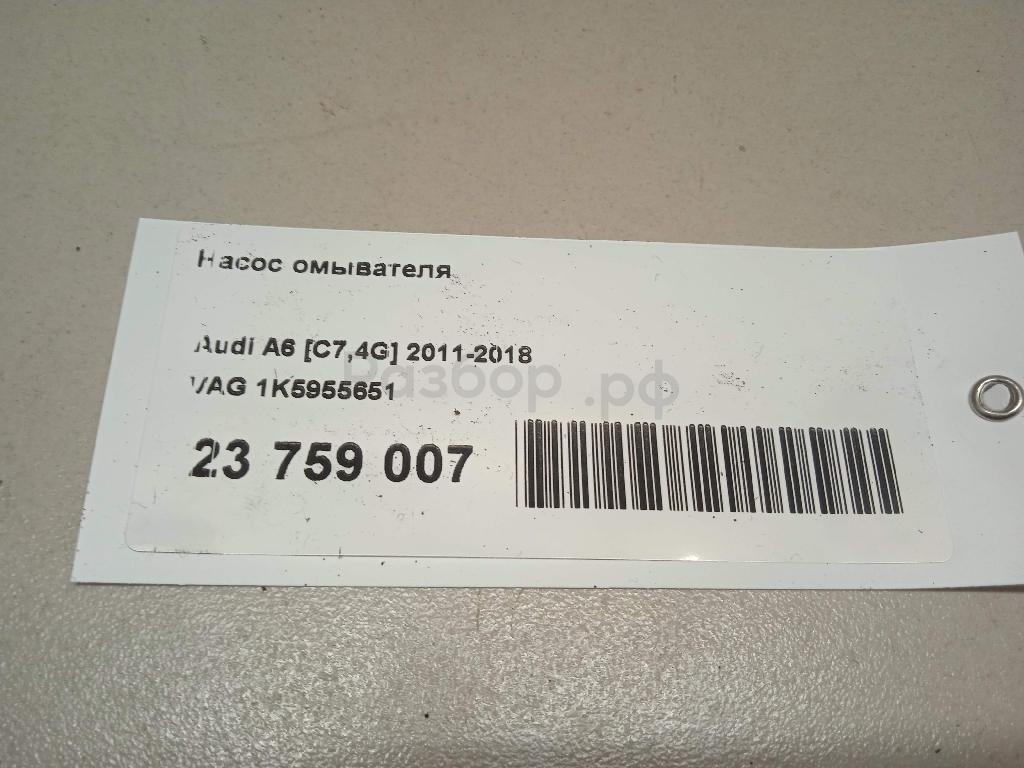 Насос омывателя
Audi A6 [C7,4G] 2011-2018
VAG 1K5955651
Разбор.рф
23 759 007